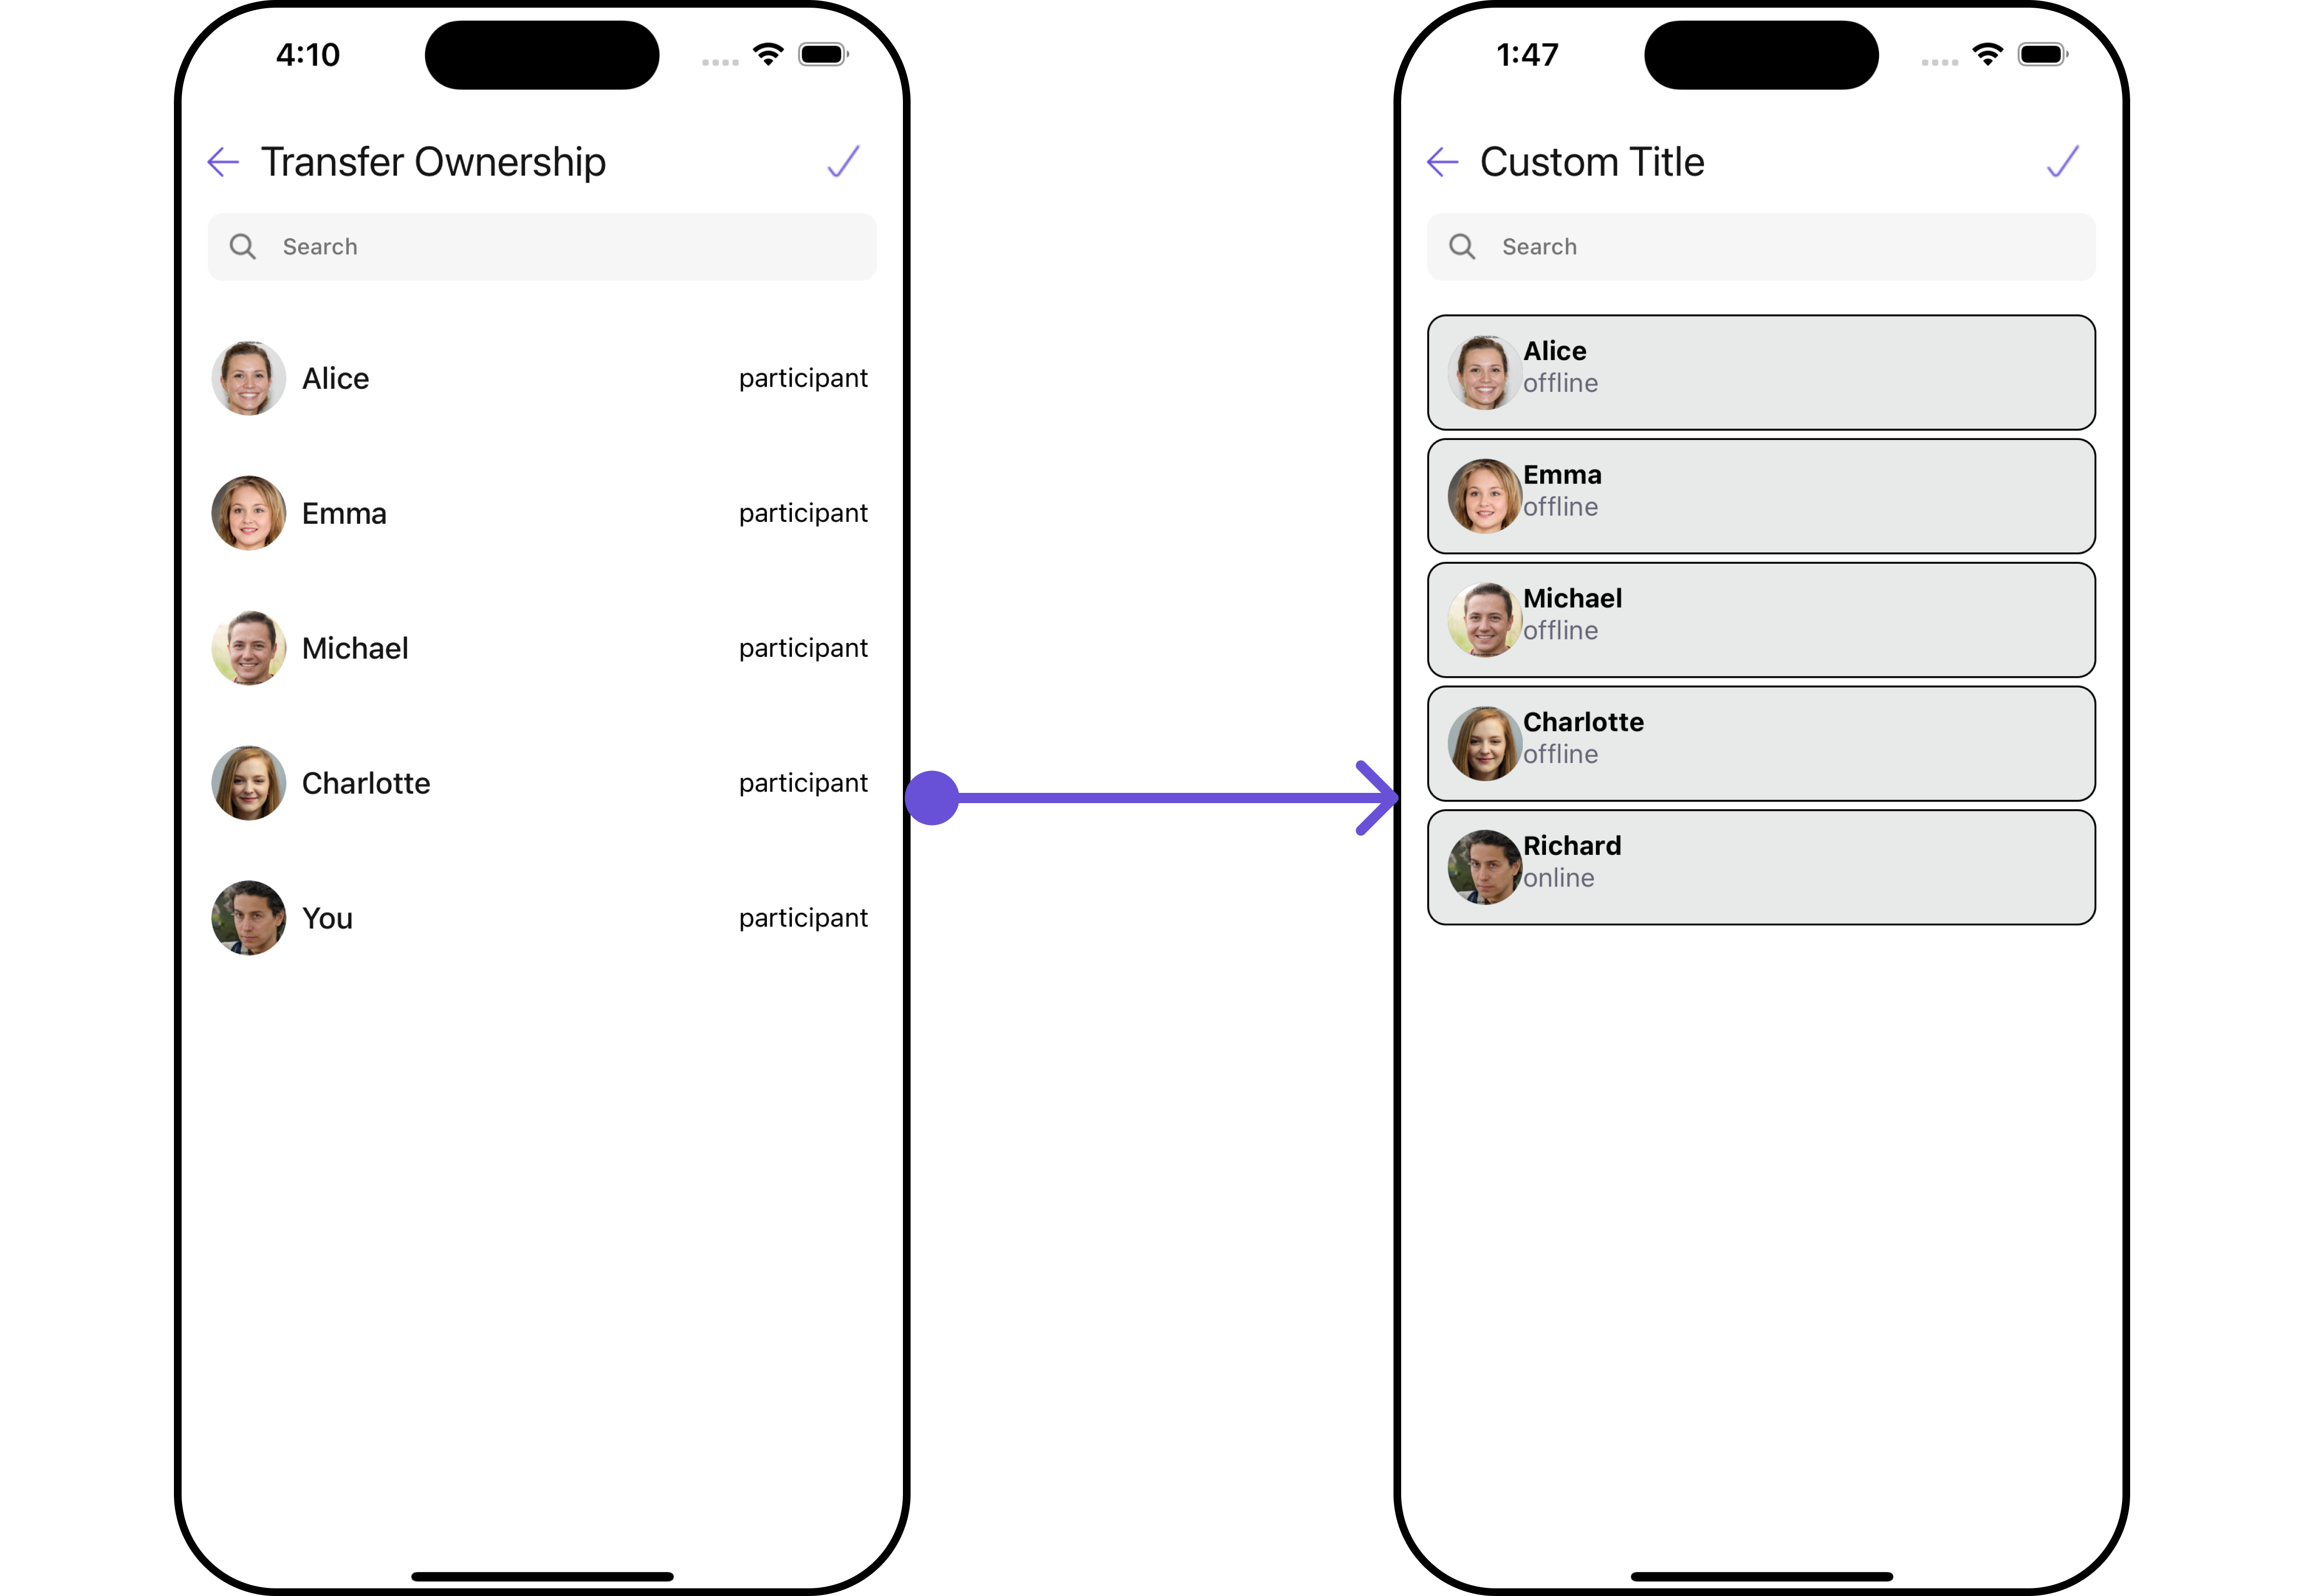 4:10
Transfer Ownership
Search
Alice participant
Emma participant
Michael participant
Charlotte participant
You participant
1:47
Custom Title
Search
Alice
offline
Emma
offline
Michael
offline
Charlotte
offline
Richard
online